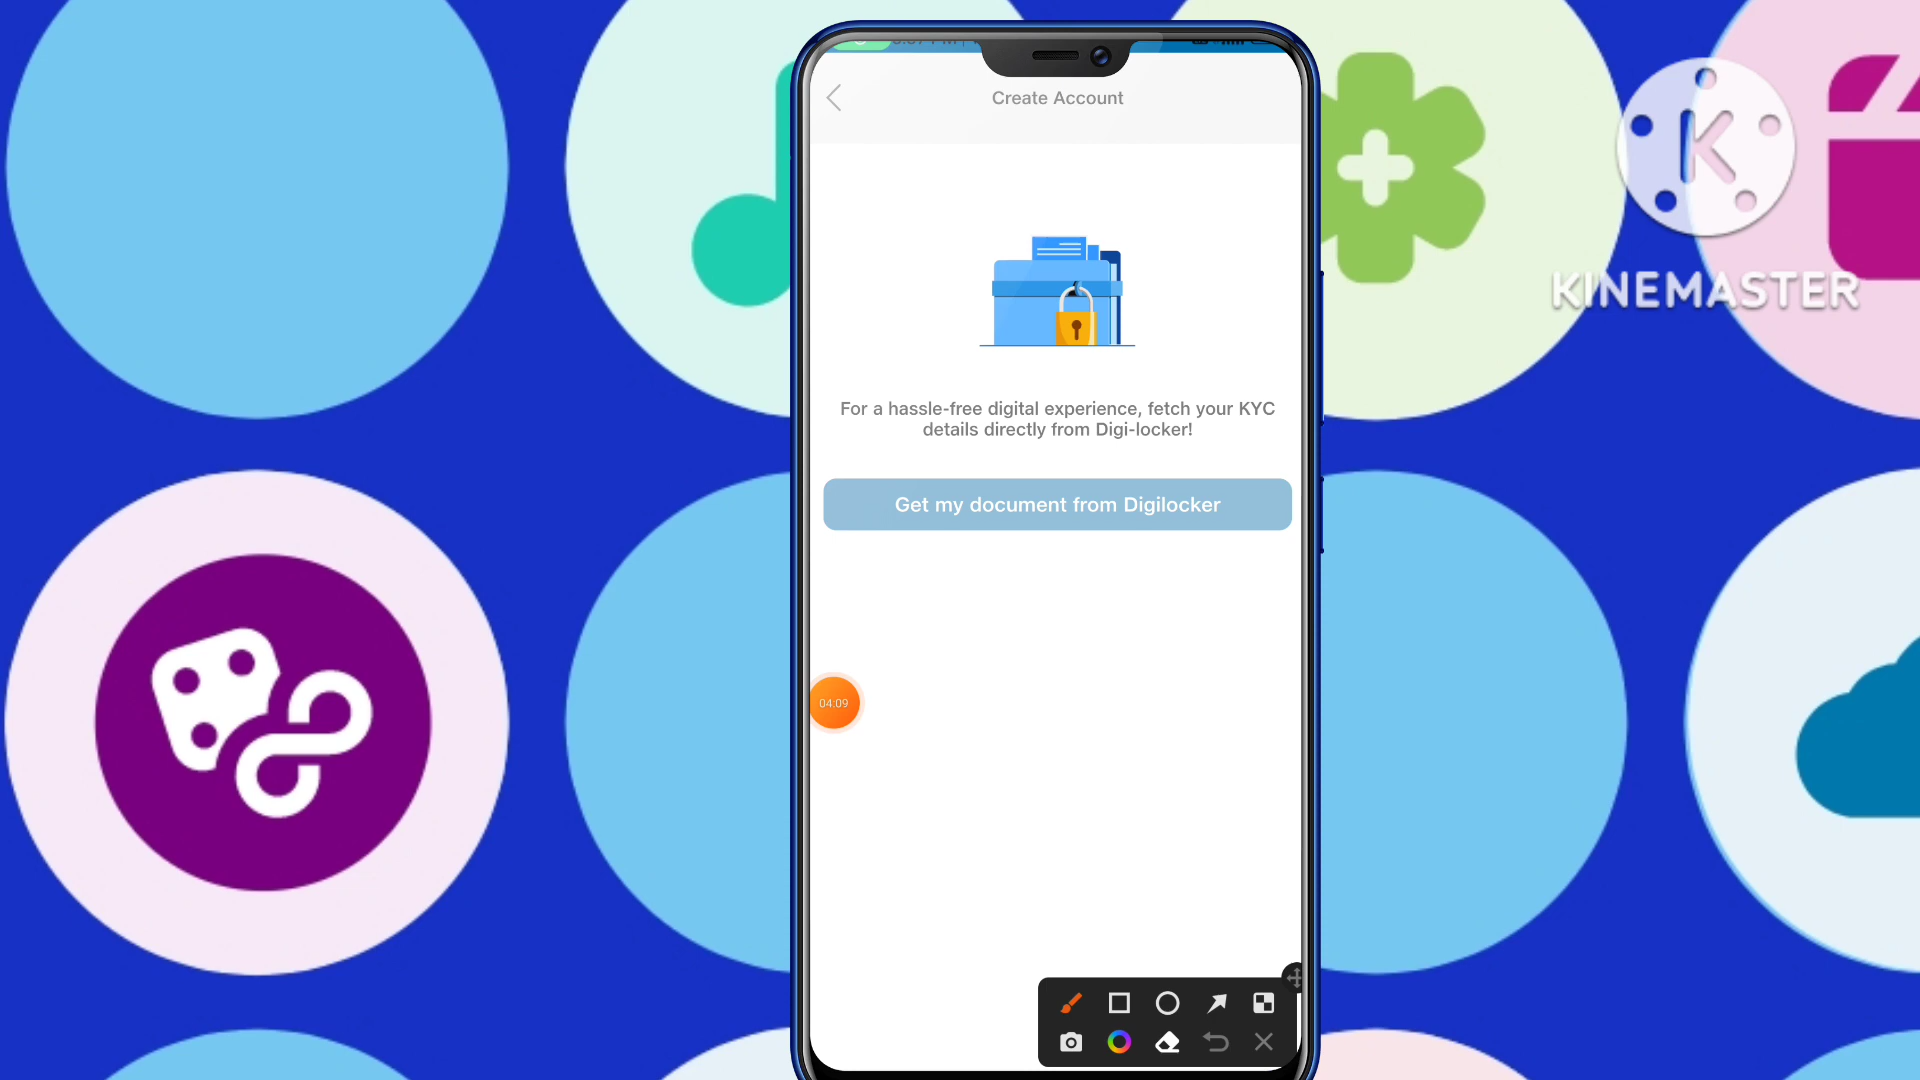 Create Account
KINEMASTER
For a hassle-free digital experience, fetch your KYC
details directly from Digi-locker!
Get my document from Digilocker
04:09